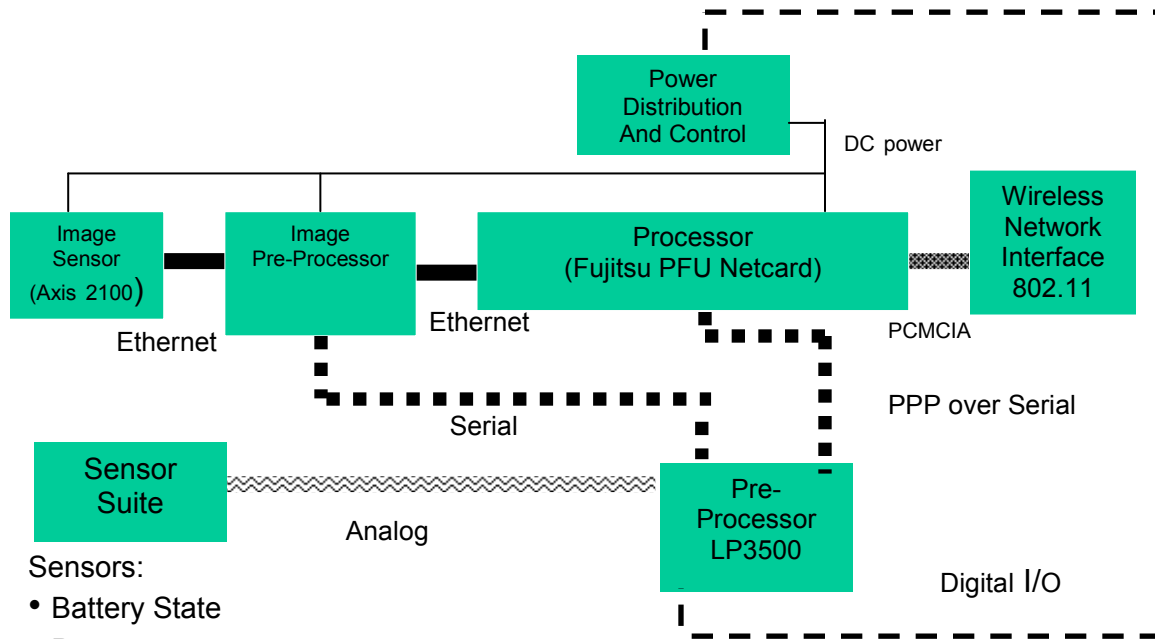 Power
Distribution
And Control
DC power
Image
Sensor
(Axis 2100)
Image
Pre-Processor
Processor
(Fujitsu PFU Netcard)
Wireless
Network
Interface
802.11
Ethernet
Ethernet
PCMCIA
PPP over Serial
Serial
Sensor
Suite
Analog
Pre-
Processor
LP3500
Digital I/O
Sensors:
• Battery State